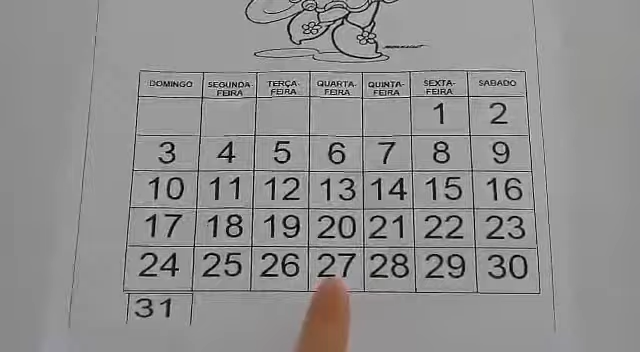 DOMINGO SEGUNDA FEIRA TERÇA- FEIRA QUARTA- FEIRA QUINTA- FEIRA SEXTA- FEIRA SABADO
1 2
3 4 5 6 7 8 9
10 11 12 13 14 15 16
17 18 19 20 21 22 23
24 25 26 27 28 29 30
31